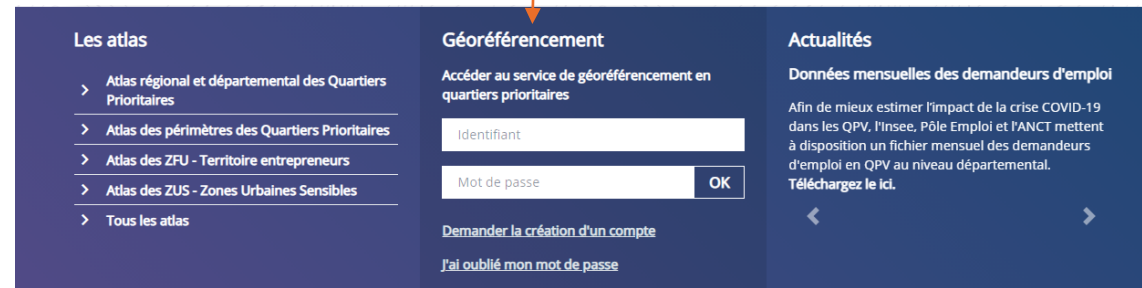 Les atlas
Atlas régional et départemental des Quartiers
Prioritaires
Atlas des périmètres des Quartiers Prioritaires
Atlas des ZFU - Territoire entrepreneurs
Atlas des ZUS - Zones Urbaines Sensibles
Tous les atlas
Géoréférencement
Accéder au service de géoréférencement en
quartiers prioritaires
Identifiant
Mot de passe
OK
Demander la création d'un compte
J'ai oublié mon mot de passe
Actualités
Données mensuelles des demandeurs d'emploi
Afin de mieux estimer l'impact de la crise COVID-19
dans les QPV, l'Insee, Pôle Emploi et l'ANCT mettent
à disposition un fichier mensuel des demandeurs
d'emploi en QPV au niveau départemental.
Téléchargez le ici.